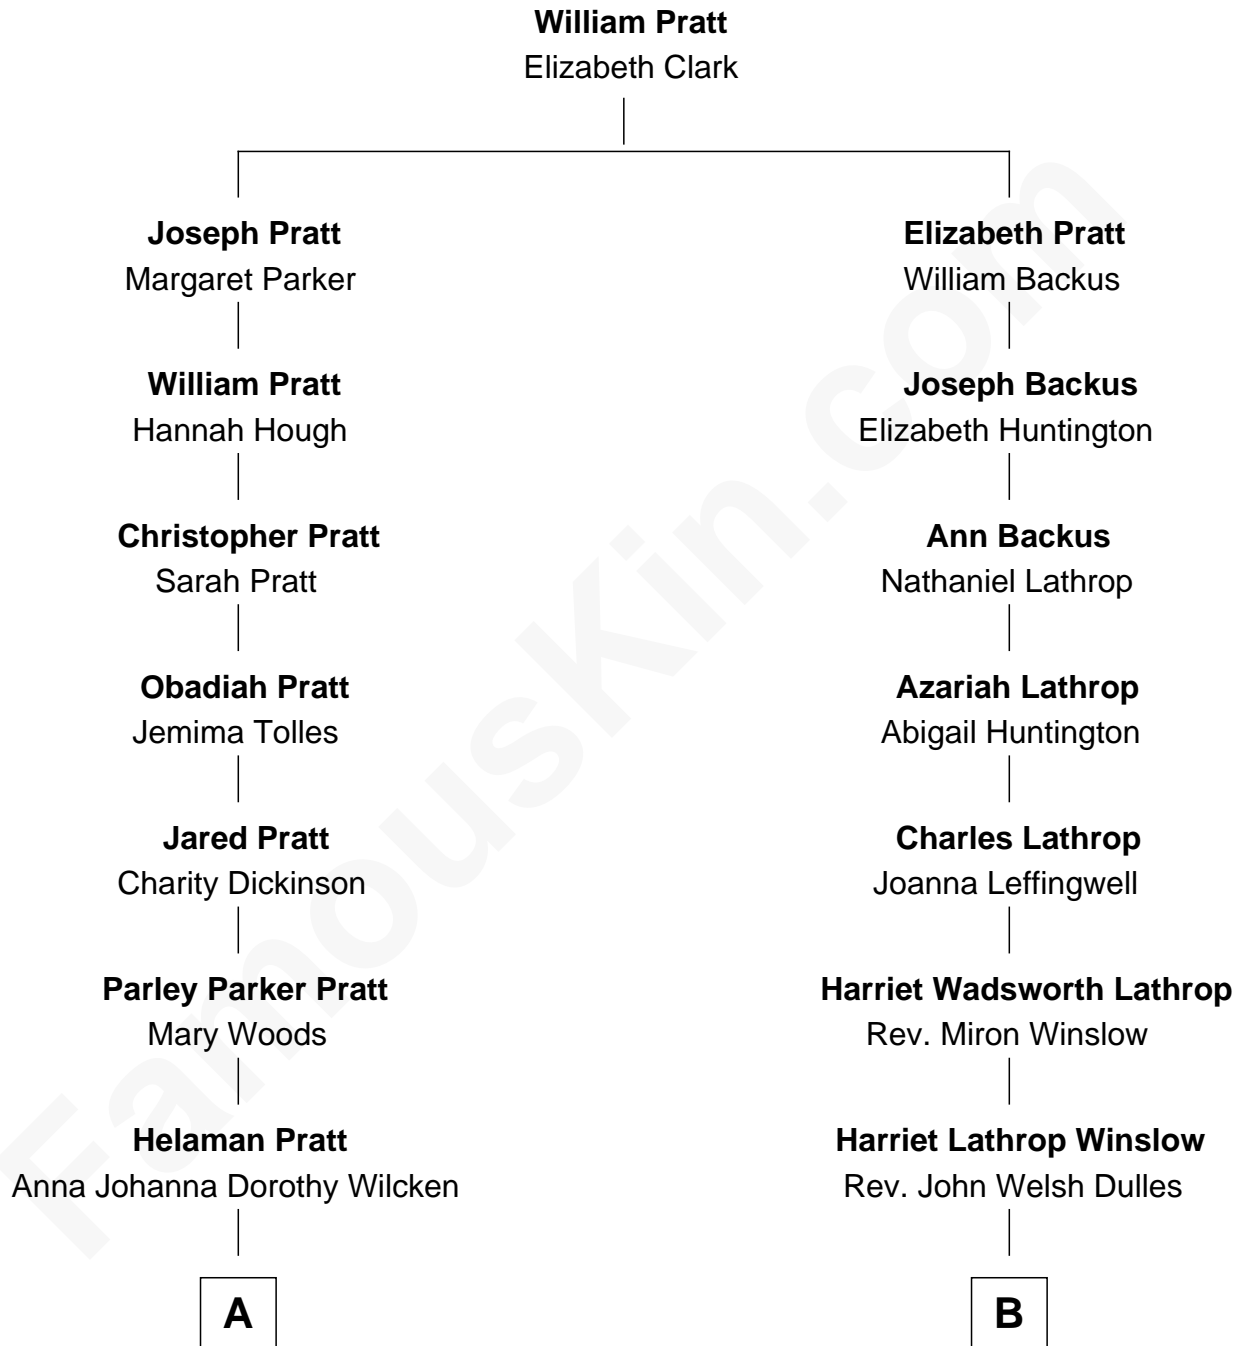 William Pratt
Elizabeth Clark
Joseph Pratt
Margaret Parker
William Pratt
Hannah Hough
Christopher Pratt
Sarah Pratt
Obadiah Pratt
Jemima Tolles
Jared Pratt
Charity Dickinson
Parley Parker Pratt
Mary Woods
Helaman Pratt
Anna Johanna Dorothy Wilcken
A
Elizabeth Pratt
William Backus
Joseph Backus
Elizabeth Huntington
Ann Backus
Nathaniel Lathrop
Azariah Lathrop
Abigail Huntington
Charles Lathrop
Joanna Leffingwell
Harriet Wadsworth Lathrop
Rev. Miron Winslow
Harriet Lathrop Winslow
Rev. John Welsh Dulles
B
FamousKin.com